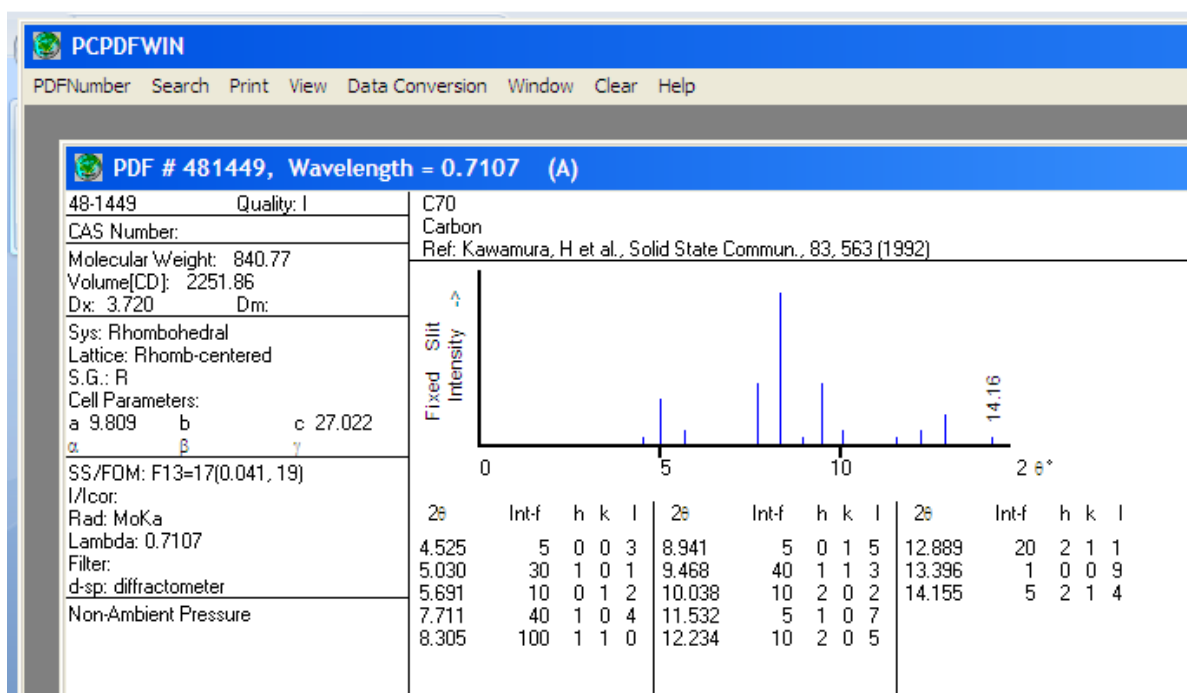 PCPDFWIN
PDFNumber Search Print View Data Conversion Window Clear Help
PDF # 481449, Wavelength = 0.7107 (A)
48-1449 Quality: I
CAS Number:
Molecular Weight: 840.77
Volume[CD]: 2251.86
Dx: 3.720 Dm:
Sys: Rhombohedral
Lattice: Rhomb-centered
S.G.: R
Cell Parameters:
a 9.809 b c 27.022
α β γ
SS/FOM: F13=17(0.041, 19)
I/Icor:
Rad: MoKa
Lambda: 0.7107
Filter:
d-sp: diffractometer
Non-Ambient Pressure
C70
Carbon
Ref: Kawamura, H et al., Solid State Commun., 83, 563 (1992)
Fixed Slit
Intensity ->
14.16
0 5 10 2 θ°
2θ Int-f h k l 2θ Int-f h k l 2θ Int-f h k l
4.525 5 0 0 3 8.941 5 0 1 5 12.889 20 2 1 1
5.030 30 1 0 1 9.468 40 1 1 3 13.396 1 0 0 9
5.691 10 0 1 2 10.038 10 2 0 2 14.155 5 2 1 4
7.711 40 1 0 4 11.532 5 1 0 7
8.305 100 1 1 0 12.234 10 2 0 5